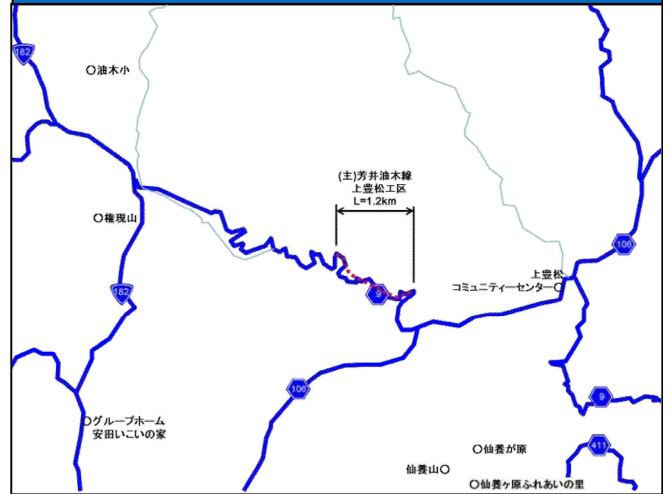 182
油木小
(主)芳井油木線
上豊松工区
L=1.2km
権現山
106
上豊松
コミュニティーセンター
182
9
106
9
グループホーム
安田いこいの家
411
仙養が原
仙養山
仙養ヶ原ふれあいの里